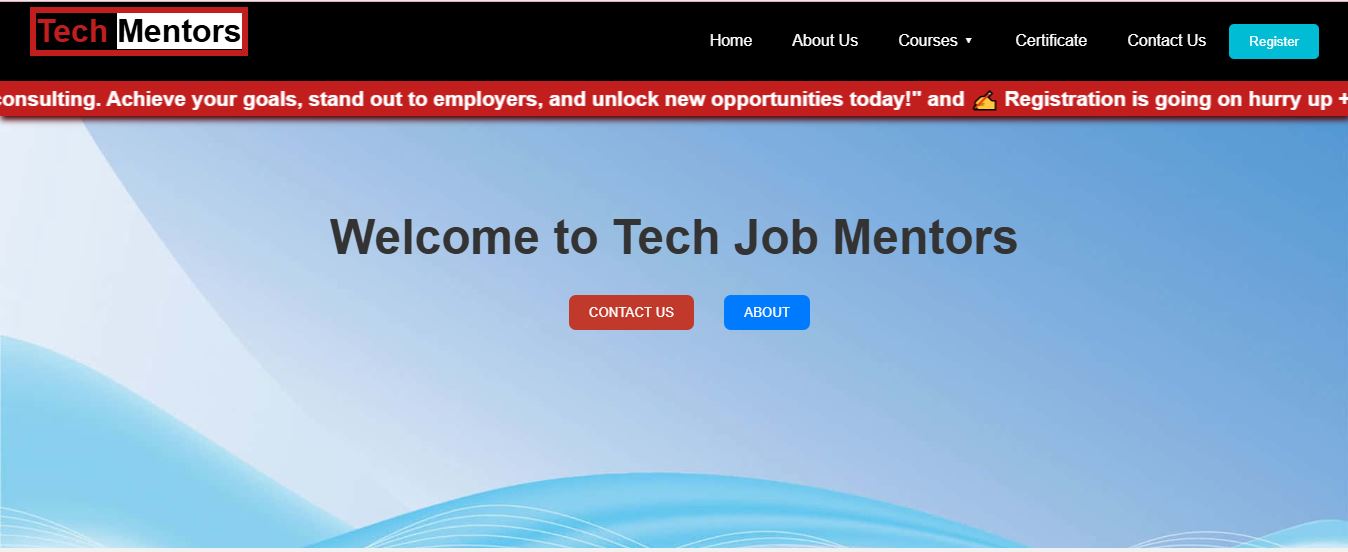 Tech Mentors
Home About Us Courses ▼ Certificate Contact Us Register
consulting. Achieve your goals, stand out to employers, and unlock new opportunities today!" and ✍ Registration is going on hurry up +
Welcome to Tech Job Mentors
CONTACT US ABOUT